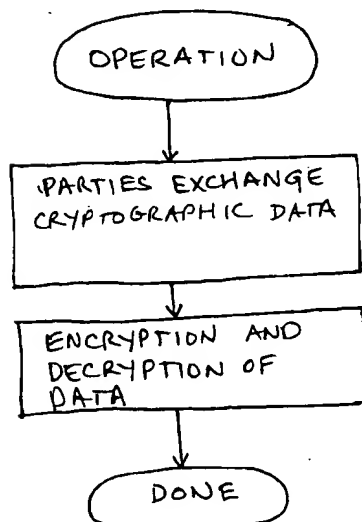 OPERATION
PARTIES EXCHANGE
CRYPTOGRAPHIC DATA
ENCRYPTION AND
DECRYPTION OF
DATA
DONE